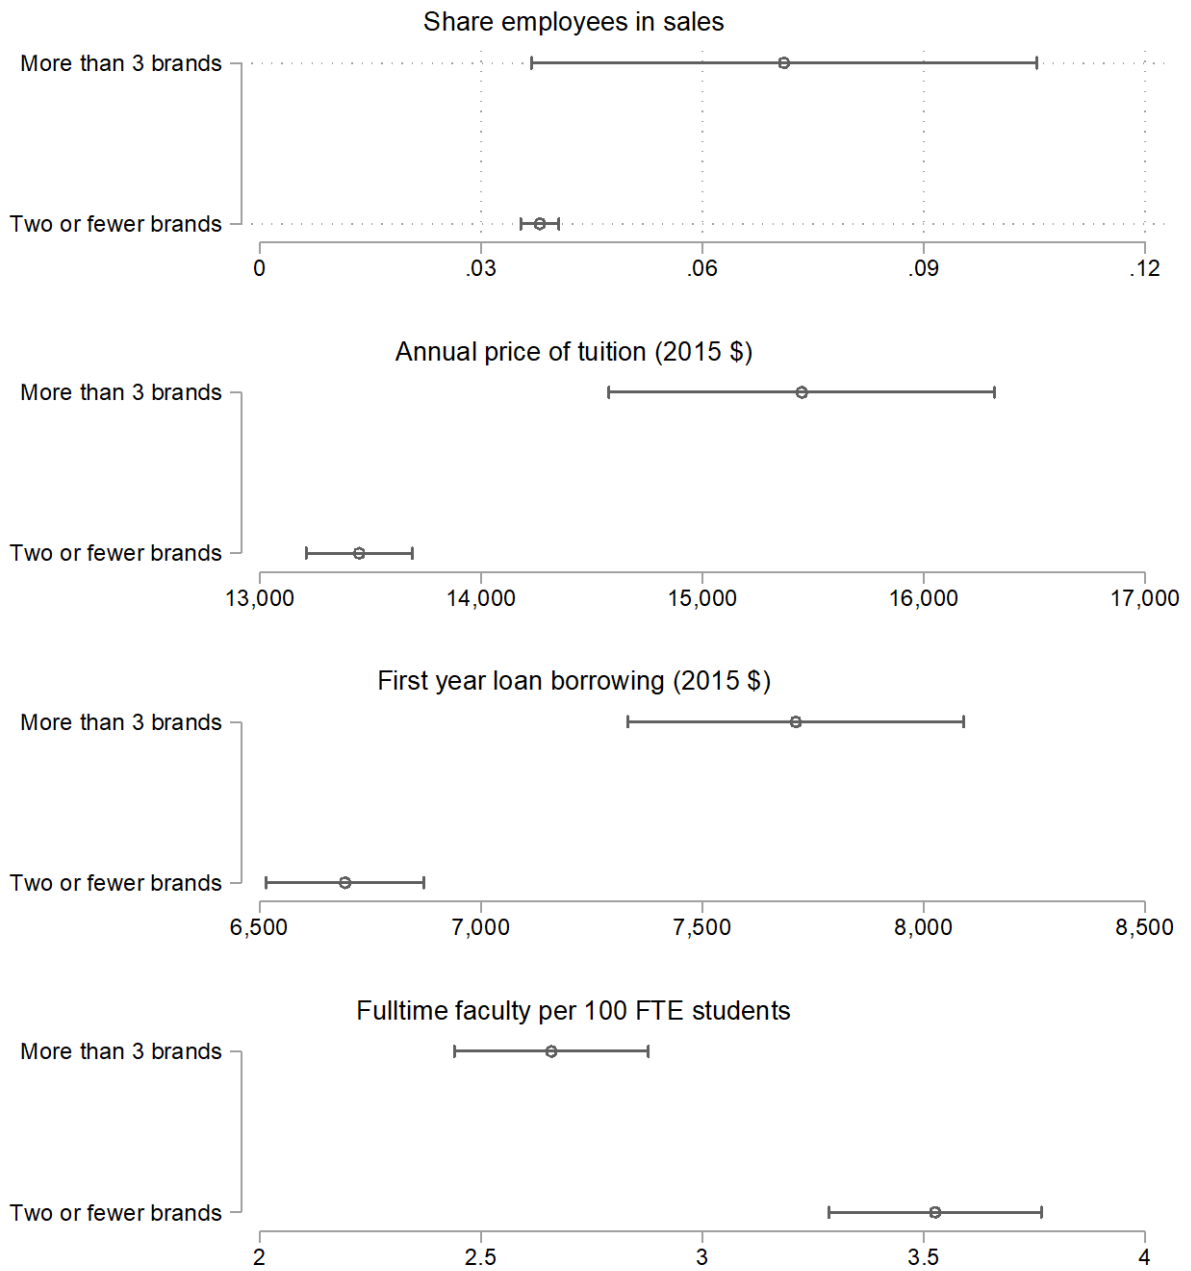 Share employees in sales
More than 3 brands
Two or fewer brands
0 .03 .06 .09 .12
Annual price of tuition (2015 $)
More than 3 brands
Two or fewer brands
13,000 14,000 15,000 16,000 17,000
First year loan borrowing (2015 $)
More than 3 brands
Two or fewer brands
6,500 7,000 7,500 8,000 8,500
Fulltime faculty per 100 FTE students
More than 3 brands
Two or fewer brands
2 2.5 3 3.5 4